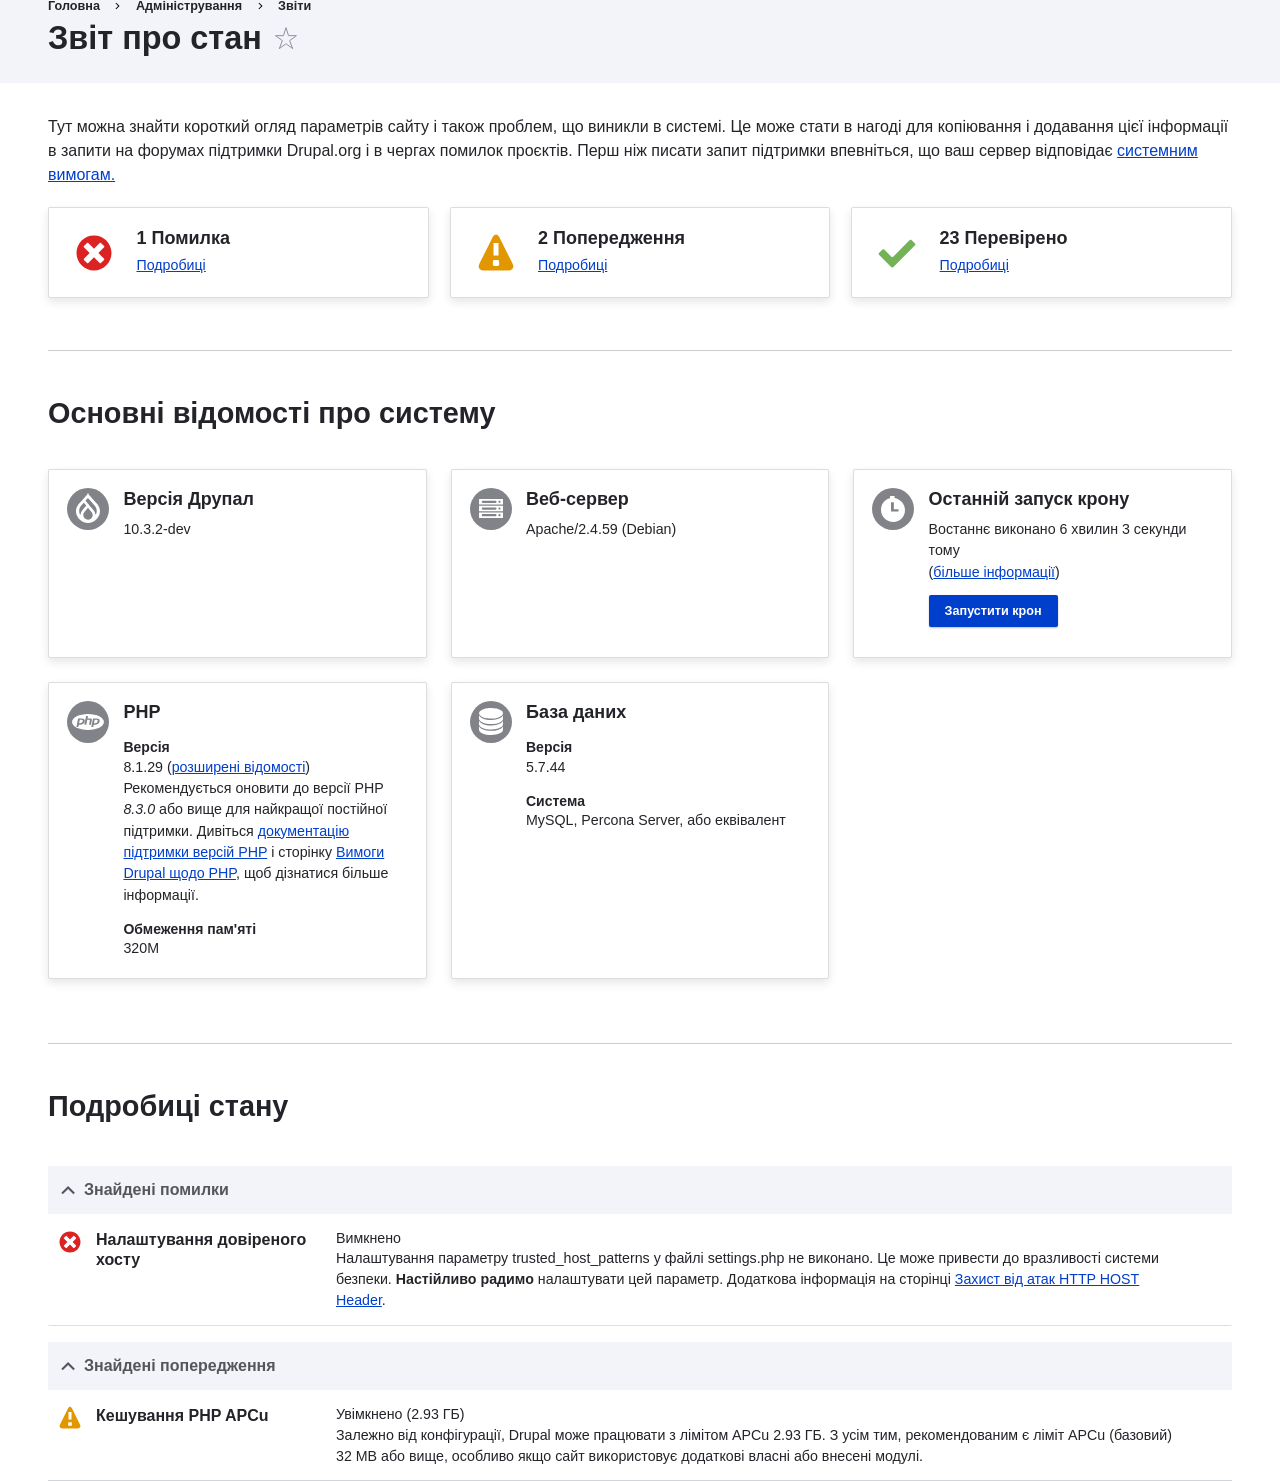 Головна › Адміністрування › Звіти
Звіт про стан
Тут можна знайти короткий огляд параметрів сайту і також проблем, що виникли в системі. Це може стати в нагоді для копіювання і додавання цієї інформації
в запити на форумах підтримки Drupal.org і в чергах помилок проєктів. Перш ніж писати запит підтримки впевніться, що ваш сервер відповідає системним
вимогам.
1 Помилка
Подробиці
2 Попередження
Подробиці
23 Перевірено
Подробиці
Основні відомості про систему
Версія Друпал
10.3.2-dev
Веб-сервер
Apache/2.4.59 (Debian)
Останній запуск крону
Востаннє виконано 6 хвилин 3 секунди
тому
(більше інформації)
Запустити крон
php
PHP
Версія
8.1.29 (розширені відомості)
Рекомендується оновити до версії PHP
8.3.0 або вище для найкращої постійної
підтримки. Дивіться документацію
підтримки версій PHP і сторінку Вимоги
Drupal щодо PHP, щоб дізнатися більше
інформації.
Обмеження пам'яті
320M
База даних
Версія
5.7.44
Система
MySQL, Percona Server, або еквівалент
Подробиці стану
Знайдені помилки
Налаштування довіреного
хосту
Вимкнено
Налаштування параметру trusted_host_patterns у файлі settings.php не виконано. Це може привести до вразливості системи
безпеки. Настійливо радимо налаштувати цей параметр. Додаткова інформація на сторінці Захист від атак HTTP HOST
Header.
Знайдені попередження
Кешування PHP APCu
Увімкнено (2.93 ГБ)
Залежно від конфігурації, Drupal може працювати з лімітом APCu 2.93 ГБ. З усім тим, рекомендованим є ліміт APCu (базовий)
32 MB або вище, особливо якщо сайт використовує додаткові власні або внесені модулі.